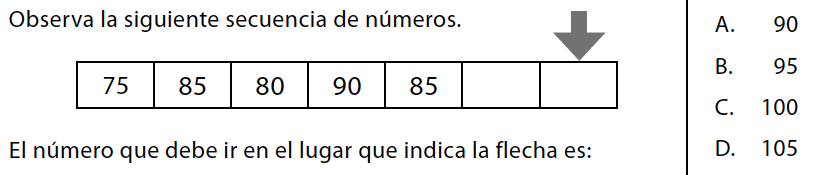 Observa la siguiente secuencia de números.
75 85 80 90 85
El número que debe ir en el lugar que indica la flecha es:
A. 90
B. 95
C. 100
D. 105